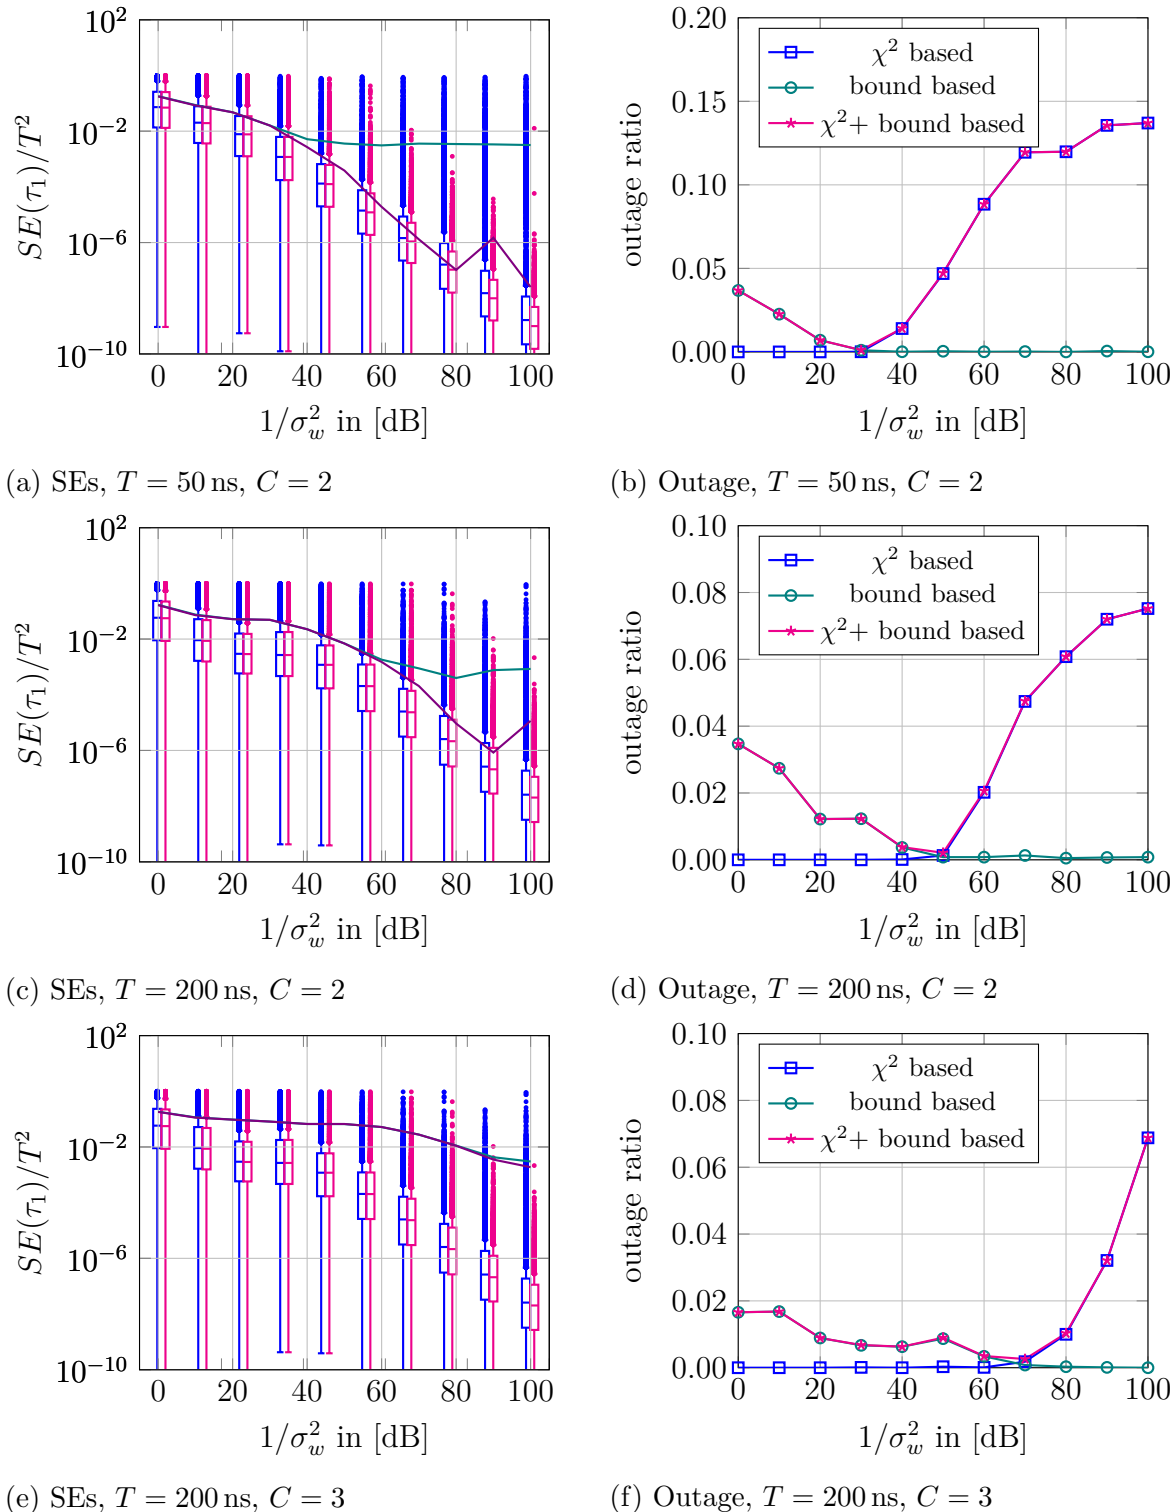 10^2
10^{-2}
10^{-6}
10^{-10}
SE(τ_1)/T^2
0 20 40 60 80 100
1/σ_w^2 in [dB]
(a) SEs, T = 50 ns, C = 2
0.20
0.15
0.10
0.05
0.00
outage ratio
χ^2 based
bound based
χ^2+ bound based
0 20 40 60 80 100
1/σ_w^2 in [dB]
(b) Outage, T = 50 ns, C = 2
10^2
10^{-2}
10^{-6}
10^{-10}
SE(τ_1)/T^2
0 20 40 60 80 100
1/σ_w^2 in [dB]
(c) SEs, T = 200 ns, C = 2
0.10
0.08
0.06
0.04
0.02
0.00
outage ratio
χ^2 based
bound based
χ^2+ bound based
0 20 40 60 80 100
1/σ_w^2 in [dB]
(d) Outage, T = 200 ns, C = 2
10^2
10^{-2}
10^{-6}
10^{-10}
SE(τ_1)/T^2
0 20 40 60 80 100
1/σ_w^2 in [dB]
(e) SEs, T = 200 ns, C = 3
0.10
0.08
0.06
0.04
0.02
0.00
outage ratio
χ^2 based
bound based
χ^2+ bound based
0 20 40 60 80 100
1/σ_w^2 in [dB]
(f) Outage, T = 200 ns, C = 3